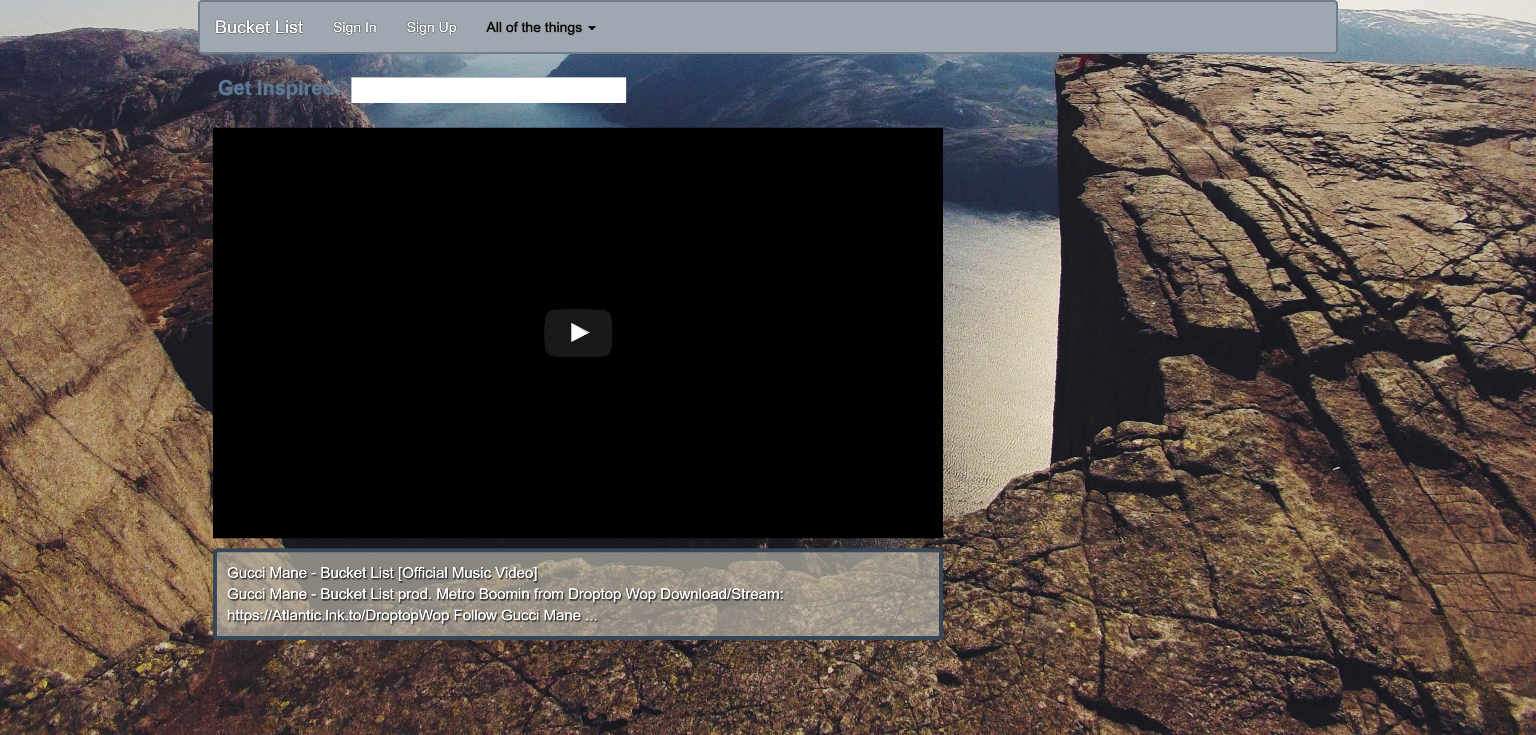 Bucket List Sign In Sign Up All of the things
Get Inspired
Gucci Mane - Bucket List [Official Music Video]
Gucci Mane - Bucket List prod. Metro Boomin from Droptop Wop Download/Stream:
https://Atlantic.lnk.to/DroptopWop Follow Gucci Mane ...